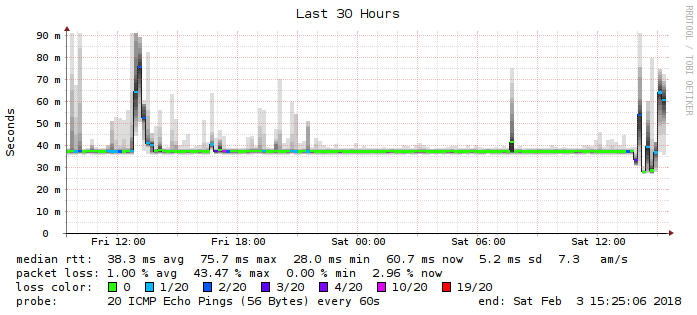 Last 30 Hours
RRDTOOL / TOBI OETIKER
Seconds
90 m
80 m
70 m
60 m
50 m
40 m
30 m
20 m
10 m
0
Fri 12:00 Fri 18:00 Sat 00:00 Sat 06:00 Sat 12:00
median rtt: 38.3 ms avg 75.7 ms max 28.0 ms min 60.7 ms now 5.2 ms sd 7.3 am/s
packet loss: 1.00 % avg 43.47 % max 0.00 % min 2.96 % now
loss color: 0 1/20 2/20 3/20 4/20 10/20 19/20
probe: 20 ICMP Echo Pings (56 Bytes) every 60s end: Sat Feb 3 15:25:06 2018